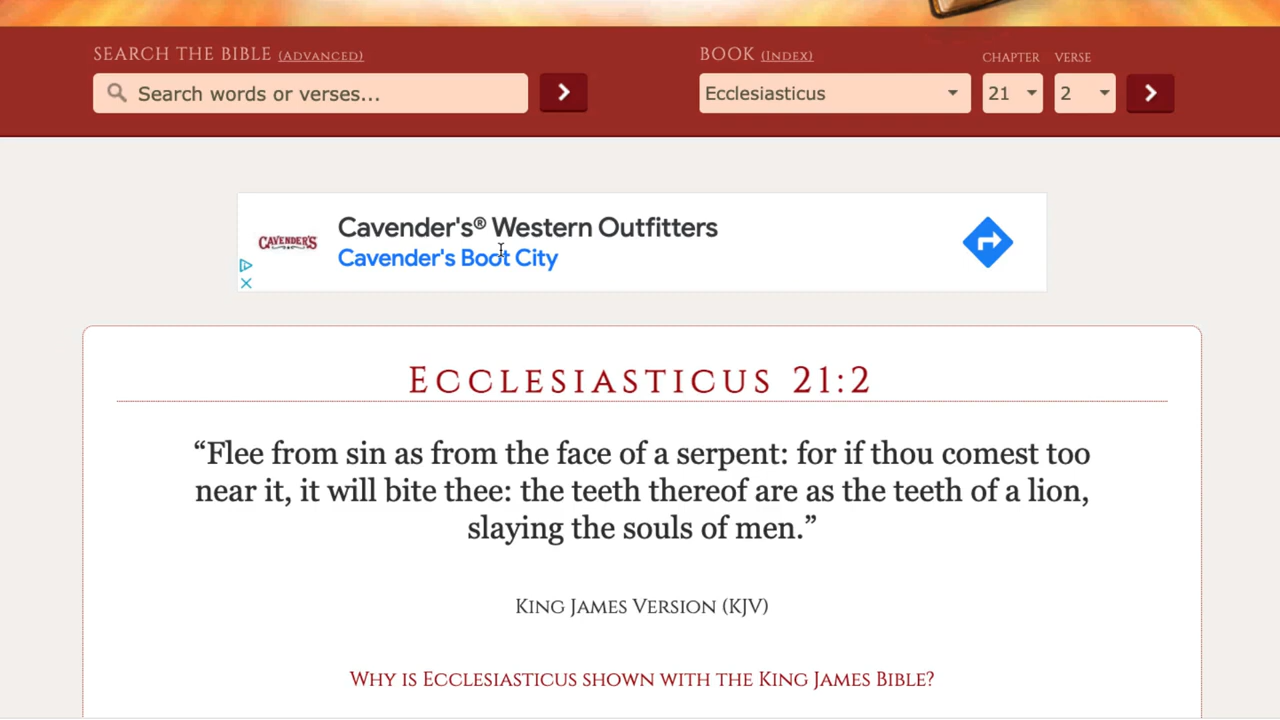 SEARCH THE BIBLE (ADVANCED)
BOOK (INDEX)
CHAPTER
VERSE
Search words or verses...
Ecclesiasticus
21
2
CAVENDER'S
Cavender's® Western Outfitters
Cavender's Boot City
ECCLESIASTICUS 21:2
“Flee from sin as from the face of a serpent: for if thou comest too
near it, it will bite thee: the teeth thereof are as the teeth of a lion,
slaying the souls of men.”
KING JAMES VERSION (KJV)
WHY IS ECCLESIASTICUS SHOWN WITH THE KING JAMES BIBLE?